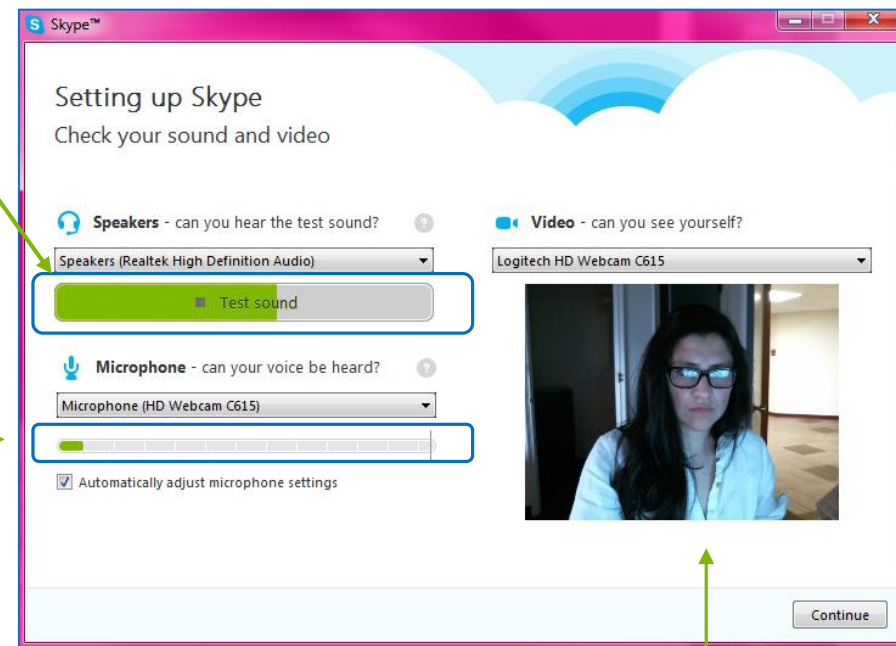 Skype™
Setting up Skype
Check your sound and video
Speakers - can you hear the test sound?
?
Speakers (Realtek High Definition Audio)
Test sound
Microphone - can your voice be heard?
?
Microphone (HD Webcam C615)
Automatically adjust microphone settings
Video - can you see yourself?
Logitech HD Webcam C615
Continue